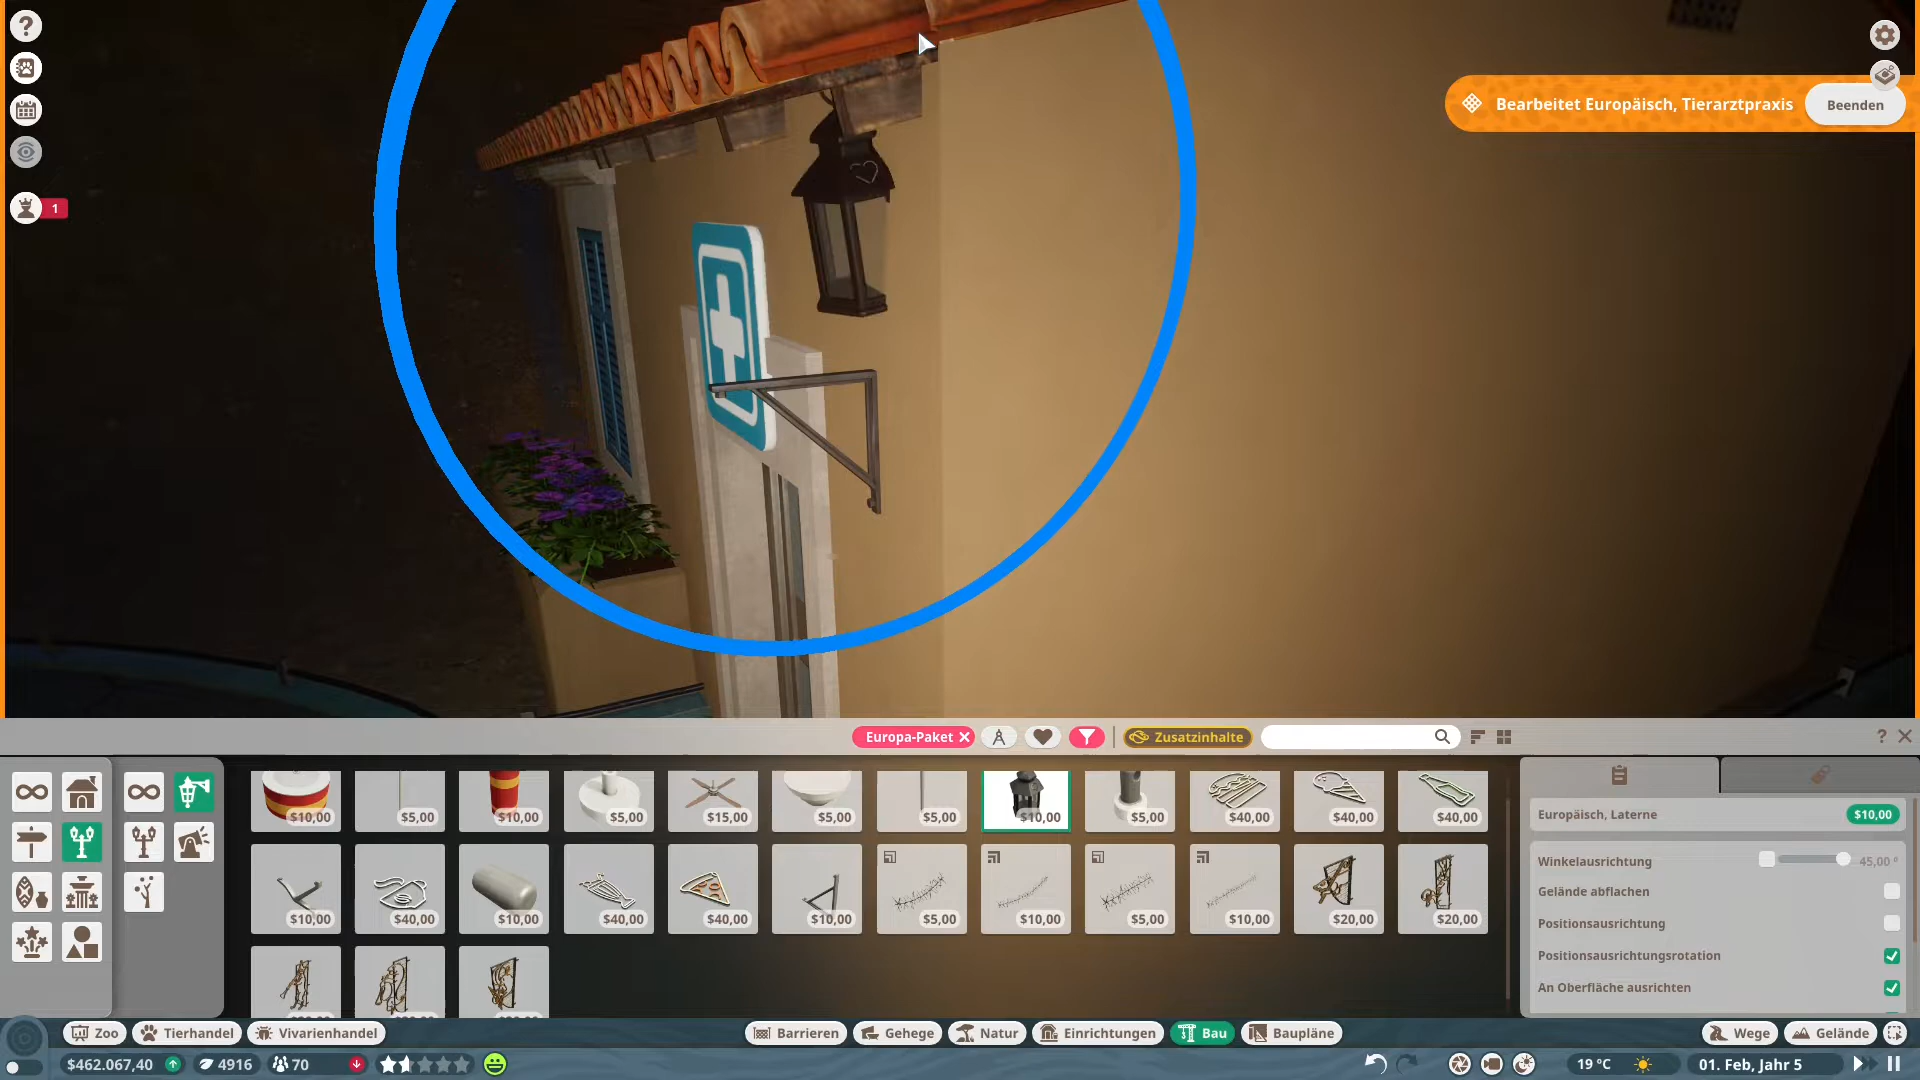 ?
Bearbeitet Europäisch, Tierarztpraxis
Beenden
1
Europa-Paket ×
Zusatzinhalte
? ×
$10,00 $5,00 $10,00 $5,00 $15,00 $5,00 $5,00 $10,00 $5,00 $40,00 $40,00 $40,00
$10,00 $40,00 $10,00 $40,00 $40,00 $10,00 $5,00 $10,00 $5,00 $10,00 $20,00 $20,00
Europäisch, Laterne $10,00
Winkelausrichtung 45,00 °
Gelände abflachen
Positionsausrichtung
Positionsausrichtungsrotation
An Oberfläche ausrichten
Zoo Tierhandel Vivarienhandel Barrieren Gehege Natur Einrichtungen Bau Baupläne Wege Gelände
$462.067,40 4916 70 19 °C 01. Feb, Jahr 5